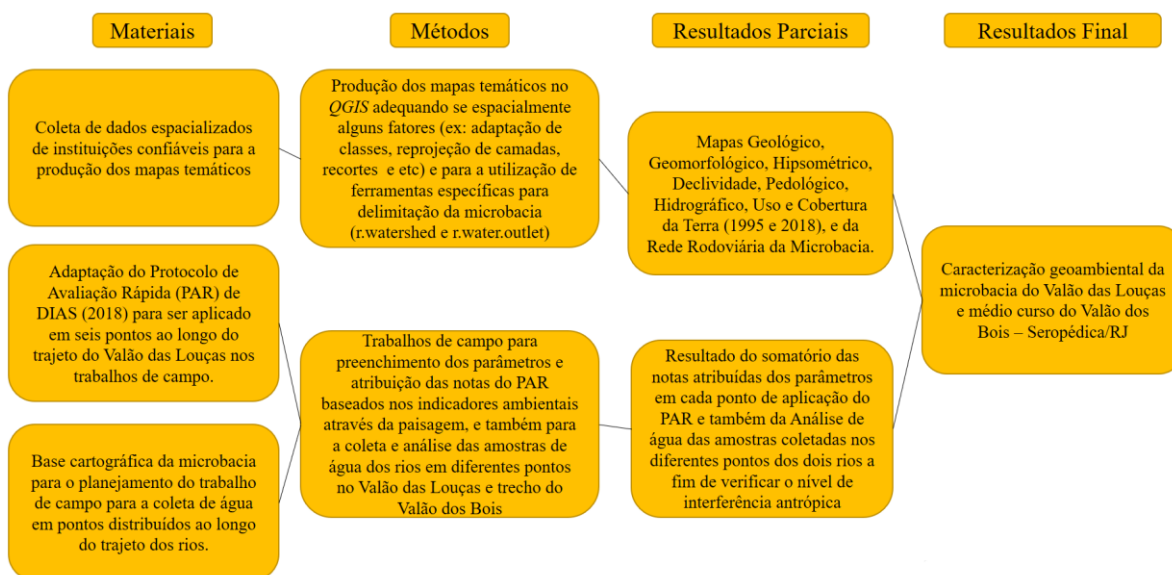 Materiais
Métodos
Resultados Parciais
Resultados Final
Coleta de dados espacializados
de instituições confiáveis para a
produção dos mapas temáticos
Produção dos mapas temáticos no
QGIS adequando se espacialmente
alguns fatores (ex: adaptação de
classes, reprojeção de camadas,
recortes e etc) e para a utilização de
ferramentas específicas para
delimitação da microbacia
(r.watershed e r.water.outlet)
Mapas Geológico,
Geomorfológico, Hipsométrico,
Declividade, Pedológico,
Hidrográfico, Uso e Cobertura
da Terra (1995 e 2018), e da
Rede Rodoviária da Microbacia.
Adaptação do Protocolo de
Avaliação Rápida (PAR) de
DIAS (2018) para ser aplicado
em seis pontos ao longo do
trajeto do Valão das Louças nos
trabalhos de campo.
Base cartográfica da microbacia
para o planejamento do trabalho
de campo para a coleta de água
em pontos distribuídos ao longo
do trajeto dos rios.
Trabalhos de campo para
preenchimento dos parâmetros e
atribuição das notas do PAR
baseados nos indicadores ambientais
através da paisagem, e também para
a coleta e análise das amostras de
água dos rios em diferentes pontos
no Valão das Louças e trecho do
Valão dos Bois
Resultado do somatório das
notas atribuídas dos parâmetros
em cada ponto de aplicação do
PAR e também da Análise de
água das amostras coletadas nos
diferentes pontos dos dois rios a
fim de verificar o nível de
interferência antrópica
Caracterização geoambiental da
microbacia do Valão das Louças
e médio curso do Valão dos
Bois – Seropédica/RJ